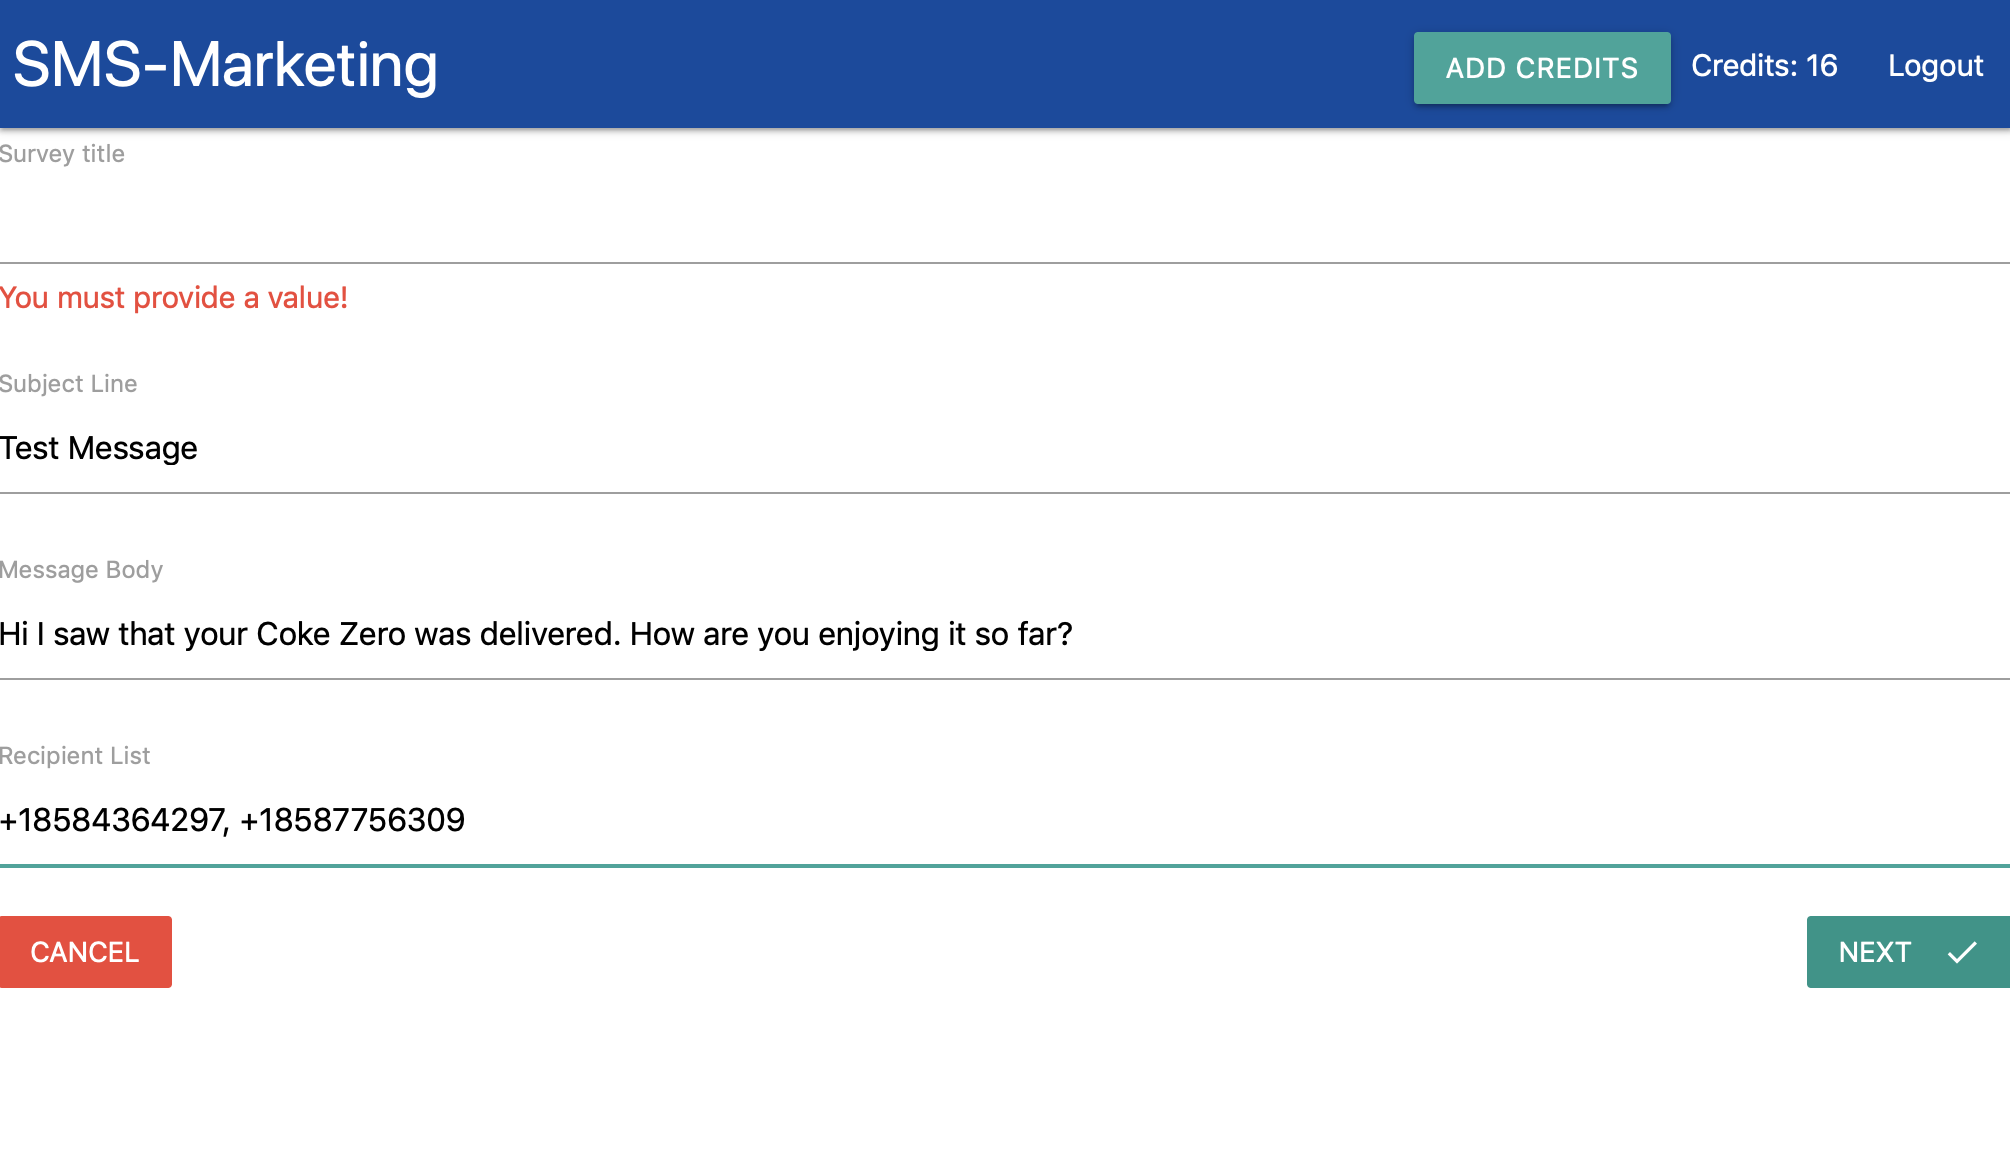 SMS-Marketing
ADD CREDITS
Credits: 16
Logout
Survey title
You must provide a value!
Subject Line
Test Message
Message Body
Hi I saw that your Coke Zero was delivered. How are you enjoying it so far?
Recipient List
+18584364297, +18587756309
CANCEL
NEXT